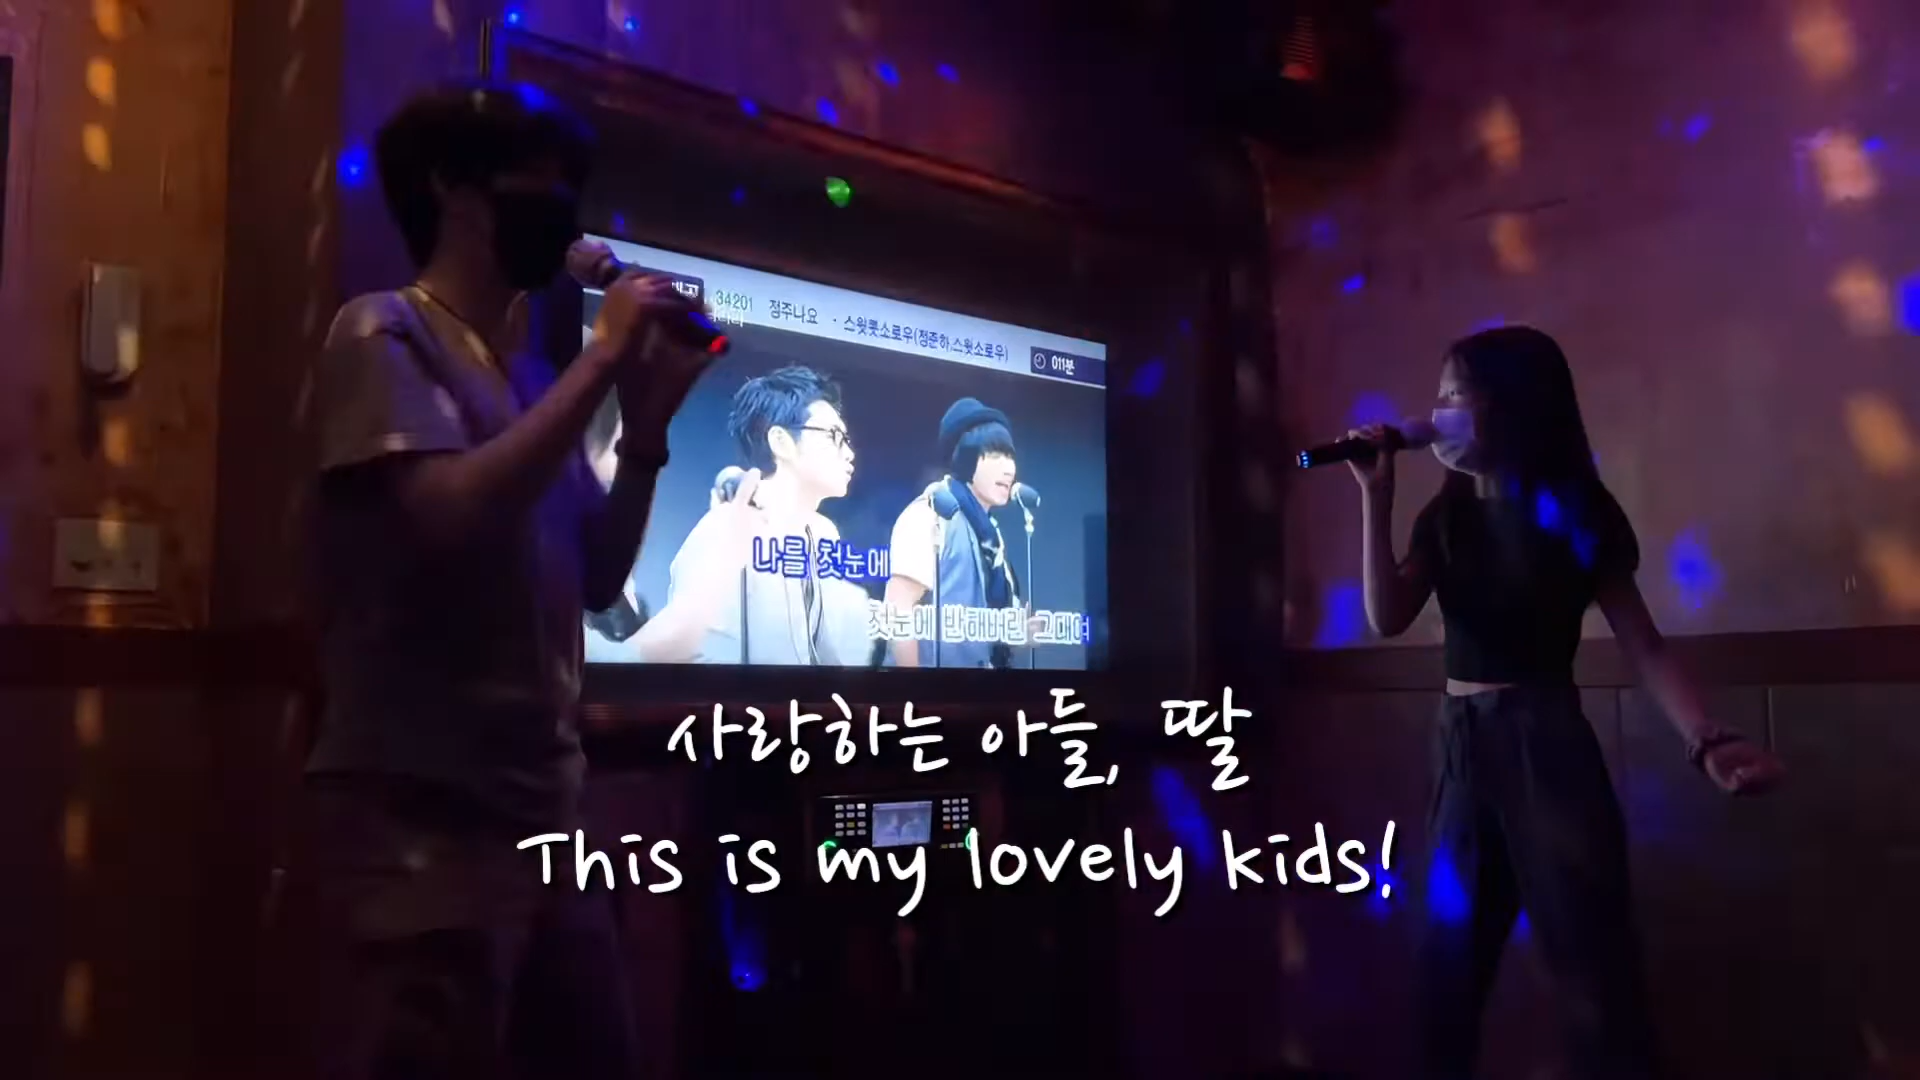 34201 정주나요 · 스윗콧소로우(정준하,스윗소로우)
011분
나를 첫눈에
첫눈에 반해버린 그대여
사랑하는 아들, 딸
This is my lovely kids!